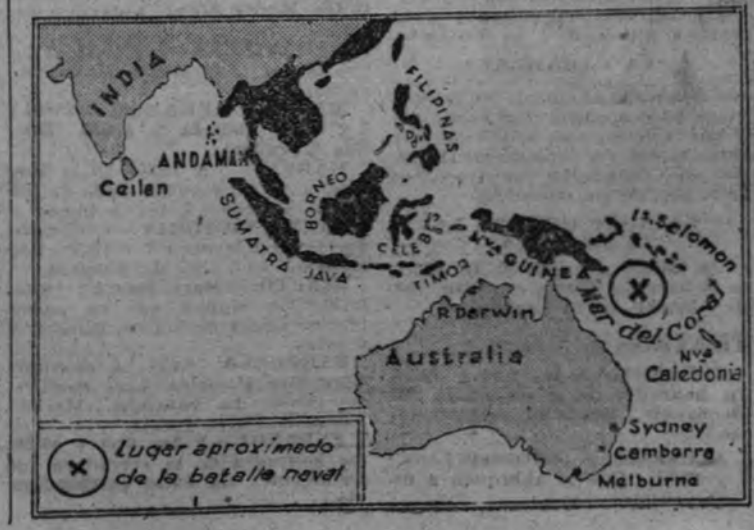 INDIA
FILIPINAS
ANDAMAN
Ceilan
BORNEO
SUMATRA
CELEB
JAVA
TIMOR
Nva GUINEA
Is. Salomon
X
Mar del Coral
P. Darwin
Australia
Nva
Caledonia
Sydney
Camberra
Melburne
X Lugar aproximado
de la batalla naval